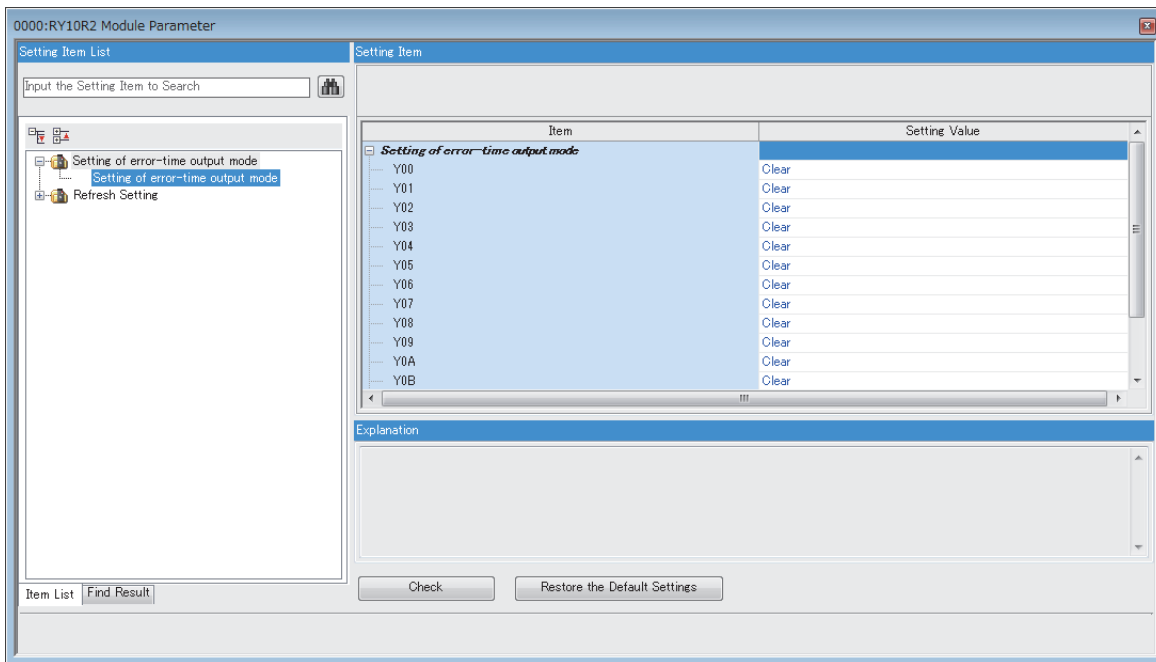 0000:RY10R2 Module Parameter
Setting Item List
Input the Setting Item to Search
Setting of error-time output mode
Setting of error-time output mode
Refresh Setting
Item List
Find Result
Setting Item
Item Setting Value
Setting of error-time output mode
Y00 Clear
Y01 Clear
Y02 Clear
Y03 Clear
Y04 Clear
Y05 Clear
Y06 Clear
Y07 Clear
Y08 Clear
Y09 Clear
Y0A Clear
Y0B Clear
Explanation
Check
Restore the Default Settings